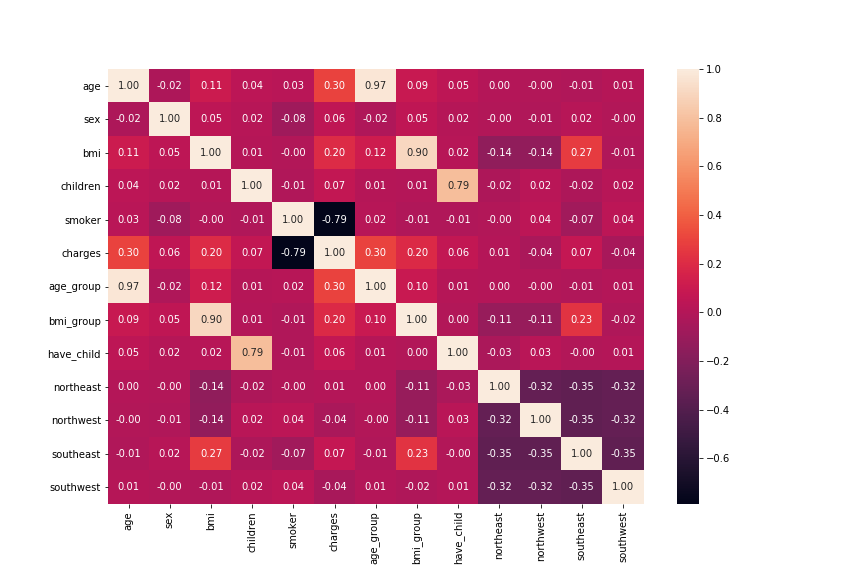 age 1.00 -0.02 0.11 0.04 0.03 0.30 0.97 0.09 0.05 0.00 -0.00 -0.01 0.01
sex -0.02 1.00 0.05 0.02 -0.08 0.06 -0.02 0.05 0.02 -0.00 -0.01 0.02 -0.00
bmi 0.11 0.05 1.00 0.01 -0.00 0.20 0.12 0.90 0.02 -0.14 -0.14 0.27 -0.01
children 0.04 0.02 0.01 1.00 -0.01 0.07 0.01 0.01 0.79 -0.02 0.02 -0.02 0.02
smoker 0.03 -0.08 -0.00 -0.01 1.00 -0.79 0.02 -0.01 -0.01 -0.00 0.04 -0.07 0.04
charges 0.30 0.06 0.20 0.07 -0.79 1.00 0.30 0.20 0.06 0.01 -0.04 0.07 -0.04
age_group 0.97 -0.02 0.12 0.01 0.02 0.30 1.00 0.10 0.01 0.00 -0.00 -0.01 0.01
bmi_group 0.09 0.05 0.90 0.01 -0.01 0.20 0.10 1.00 0.00 -0.11 -0.11 0.23 -0.02
have_child 0.05 0.02 0.02 0.79 -0.01 0.06 0.01 0.00 1.00 -0.03 0.03 -0.00 0.01
northeast 0.00 -0.00 -0.14 -0.02 -0.00 0.01 0.00 -0.11 -0.03 1.00 -0.32 -0.35 -0.32
northwest -0.00 -0.01 -0.14 0.02 0.04 -0.04 -0.00 -0.11 0.03 -0.32 1.00 -0.35 -0.32
southeast -0.01 0.02 0.27 -0.02 -0.07 0.07 -0.01 0.23 -0.00 -0.35 -0.35 1.00 -0.35
southwest 0.01 -0.00 -0.01 0.02 0.04 -0.04 0.01 -0.02 0.01 -0.32 -0.32 -0.35 1.00
age sex bmi children smoker charges age_group bmi_group have_child northeast northwest southeast southwest
1.0
0.8
0.6
0.4
0.2
0.0
−0.2
−0.4
−0.6